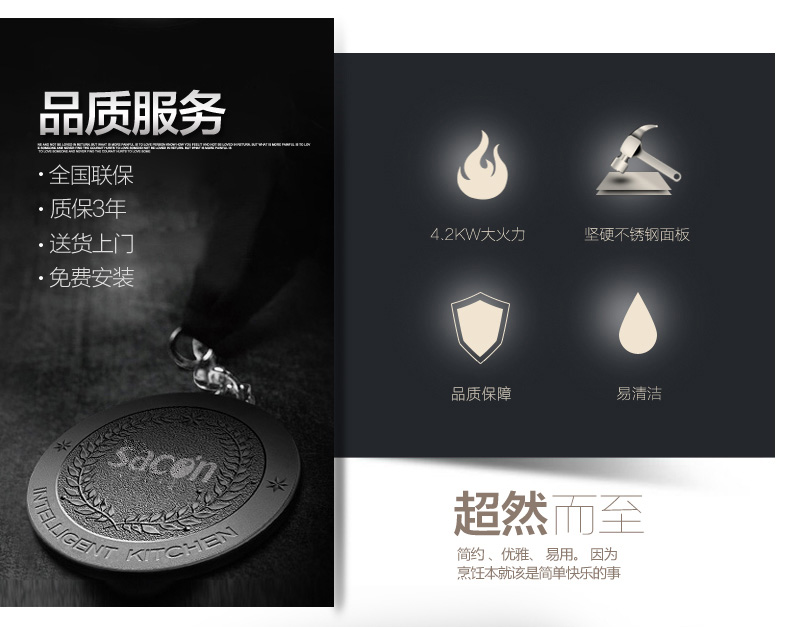 品质服务
• 全国联保
• 质保3年
• 送货上门
• 免费安装
sacon
INTELLIGENT KITCHEN
4.2KW大火力
坚硬不锈钢面板
品质保障
易清洁
超然而至
简约 、优雅、 易用。 因为
烹饪本就该是简单快乐的事